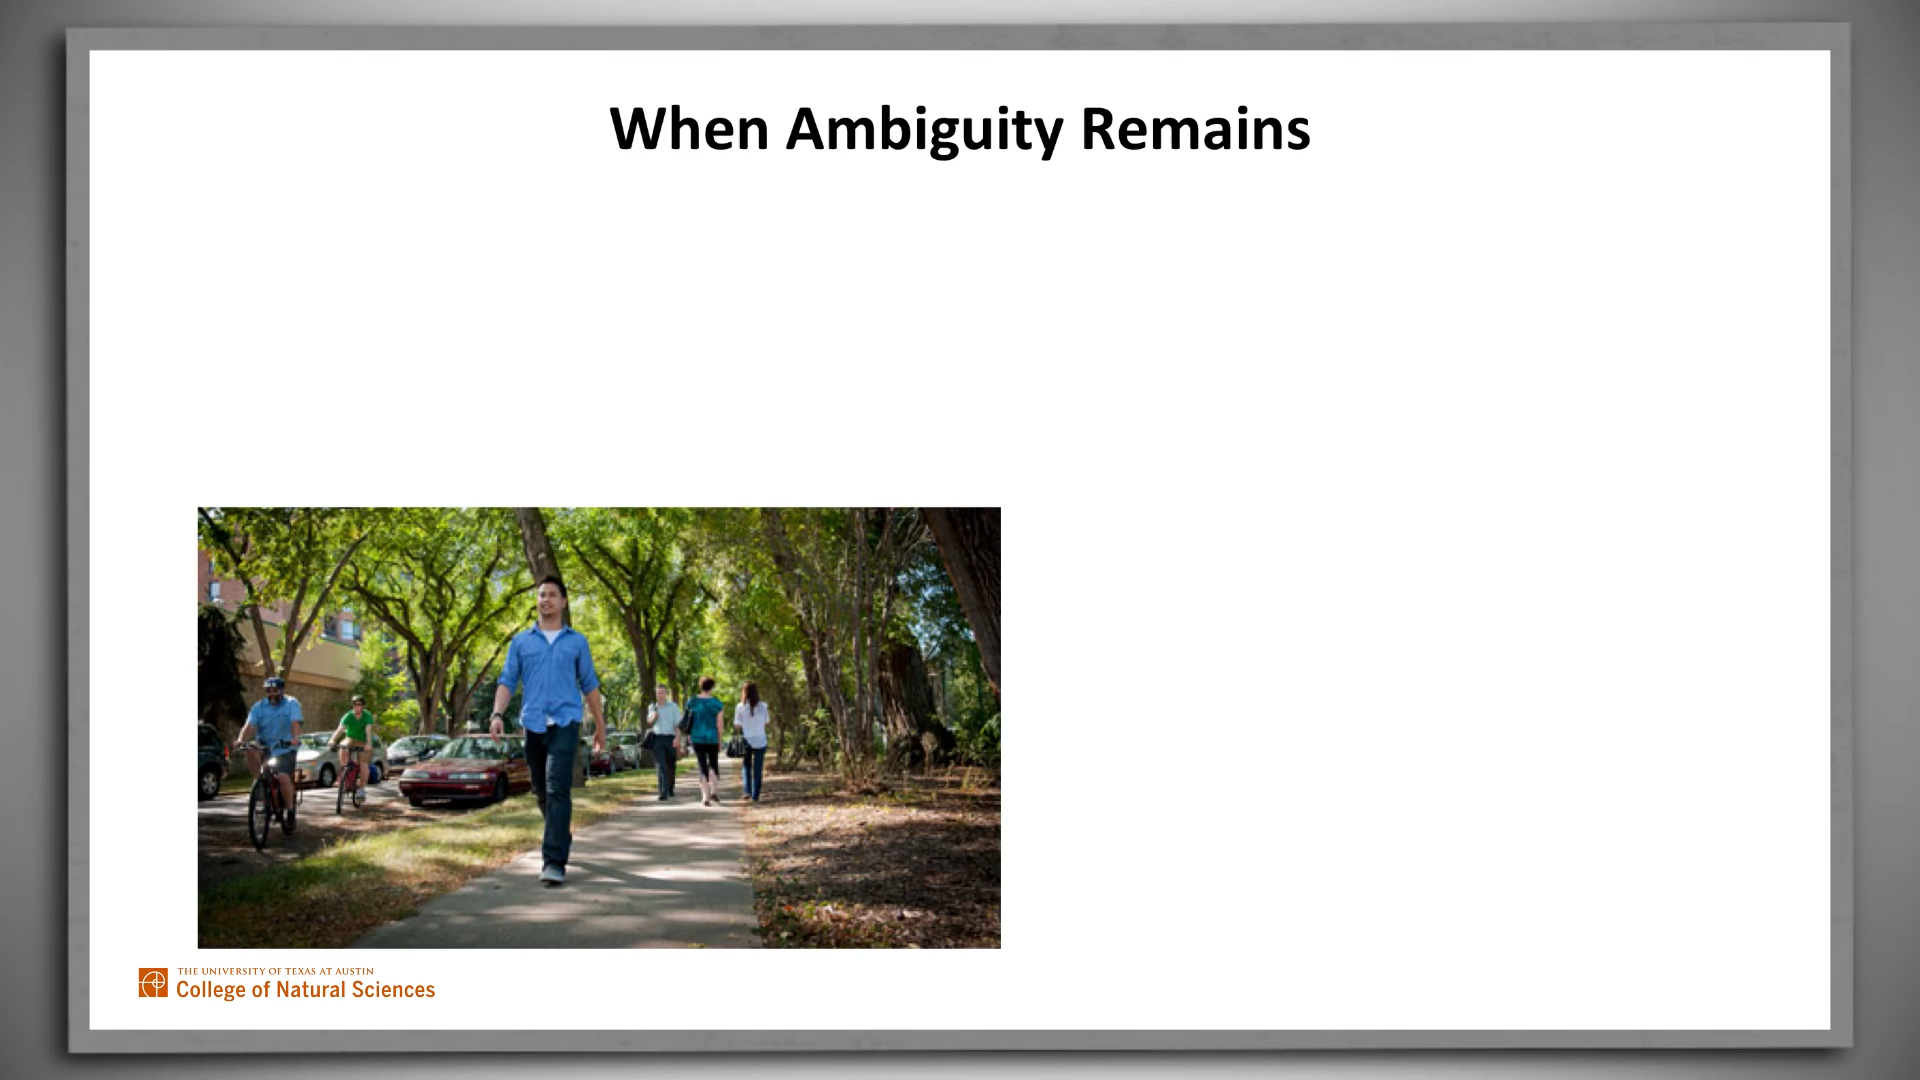 When Ambiguity Remains
THE UNIVERSITY OF TEXAS AT AUSTIN
College of Natural Sciences